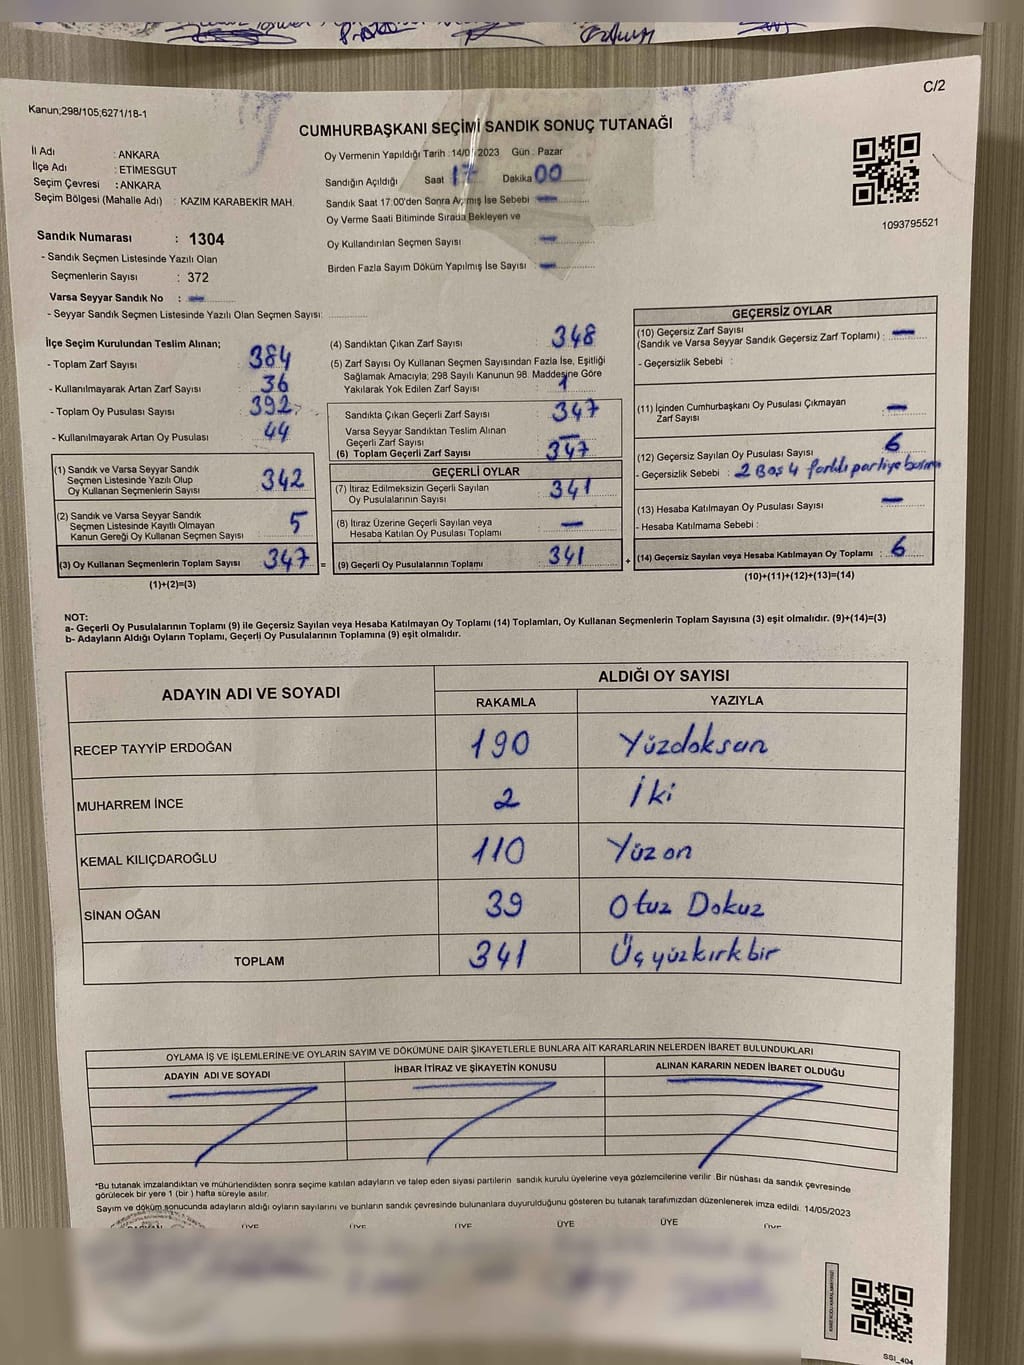 C/2
Kanun;298/105;6271/18-1
CUMHURBAŞKANI SEÇİMİ SANDIK SONUÇ TUTANAĞI
İl Adı : ANKARA
İlçe Adı : ETİMESGUT
Seçim Çevresi : ANKARA
Seçim Bölgesi (Mahalle Adı) : KAZIM KARABEKİR MAH.
Sandık Numarası : 1304
- Sandık Seçmen Listesinde Yazılı Olan
Seçmenlerin Sayısı : 372
Varsa Seyyar Sandık No : —
- Seyyar Sandık Seçmen Listesinde Yazılı Olan Seçmen Sayısı:
Oy Vermenin Yapıldığı Tarih : 14/0 2023 Gün : Pazar
Sandığın Açıldığı Saat 17 Dakika 00
Sandık Saat 17:00'den Sonra Açmış İse Sebebi —
Oy Verme Saati Bitiminde Sırada Bekleyen ve
Oy Kullandırılan Seçmen Sayısı —
Birden Fazla Sayım Döküm Yapılmış İse Sayısı —
1093795521
İlçe Seçim Kurulundan Teslim Alınan;
- Toplam Zarf Sayısı : 384
- Kullanılmayarak Artan Zarf Sayısı : 36
- Toplam Oy Pusulası Sayısı : 392
- Kullanılmayarak Artan Oy Pusulası : 44
(1) Sandık ve Varsa Seyyar Sandık
Seçmen Listesinde Yazılı Olup
Oy Kullanan Seçmenlerin Sayısı : 342
(2) Sandık ve Varsa Seyyar Sandık
Seçmen Listesinde Kayıtlı Olmayan
Kanun Gereği Oy Kullanan Seçmen Sayısı : 5
(3) Oy Kullanan Seçmenlerin Toplam Sayısı : 347 =
(1)+(2)=(3)
(4) Sandıktan Çıkan Zarf Sayısı : 348
(5) Zarf Sayısı Oy Kullanan Seçmen Sayısından Fazla İse, Eşitliği
Sağlamak Amacıyla; 298 Sayılı Kanunun 98. Maddesine Göre
Yakılarak Yok Edilen Zarf Sayısı : 1
Sandıkta Çıkan Geçerli Zarf Sayısı : 347
Varsa Seyyar Sandıktan Teslim Alınan
Geçerli Zarf Sayısı : —
(6) Toplam Geçerli Zarf Sayısı : 347
GEÇERLİ OYLAR
(7) İtiraz Edilmeksizin Geçerli Sayılan
Oy Pusulalarının Sayısı : 341
(8) İtiraz Üzerine Geçerli Sayılan veya
Hesaba Katılan Oy Pusulası Toplamı : —
(9) Geçerli Oy Pusulalarının Toplamı : 341 +
GEÇERSİZ OYLAR
(10) Geçersiz Zarf Sayısı
(Sandık ve Varsa Seyyar Sandık Geçersiz Zarf Toplamı) : —
- Geçersizlik Sebebi :
(11) İçinden Cumhurbaşkanı Oy Pusulası Çıkmayan
Zarf Sayısı : —
(12) Geçersiz Sayılan Oy Pusulası Sayısı : 6
- Geçersizlik Sebebi : 2 Boş 4 farklı partiye
(13) Hesaba Katılmayan Oy Pusulası Sayısı : —
- Hesaba Katılmama Sebebi :
(14) Geçersiz Sayılan veya Hesaba Katılmayan Oy Toplamı : 6
(10)+(11)+(12)+(13)=(14)
NOT:
a- Geçerli Oy Pusulalarının Toplamı (9) ile Geçersiz Sayılan veya Hesaba Katılmayan Oy Toplamı (14) Toplamları, Oy Kullanan Seçmenlerin Toplam Sayısına (3) eşit olmalıdır. (9)+(14)=(3)
b- Adayların Aldığı Oyların Toplamı, Geçerli Oy Pusulalarının Toplamına (9) eşit olmalıdır.
ADAYIN ADI VE SOYADI ALDIĞI OY SAYISI
RAKAMLA YAZIYLA
RECEP TAYYİP ERDOĞAN 190 Yüzdoksan
MUHARREM İNCE 2 İki
KEMAL KILIÇDAROĞLU 110 Yüz on
SİNAN OĞAN 39 Otuz Dokuz
TOPLAM 341 Üç yüz kırk bir
OYLAMA İŞ VE İŞLEMLERİNE VE OYLARIN SAYIM VE DÖKÜMÜNE DAİR ŞİKAYETLERLE BUNLARA AİT KARARLARIN NELERDEN İBARET BULUNDUKLARI
ADAYIN ADI VE SOYADI İHBAR İTİRAZ VE ŞİKAYETİN KONUSU ALINAN KARARIN NEDEN İBARET OLDUĞU
*Bu tutanak imzalandıktan ve mühürlendikten sonra seçime katılan adayların ve talep eden siyasi partilerin sandık kurulu üyelerine veya gözlemcilerine verilir. Bir nüshası da sandık çevresinde
görülecek bir yere 1 (bir) hafta süreyle asılır.
Sayım ve döküm sonucunda adayların aldığı oyların sayılarını ve bunların sandık çevresinde bulunanlara duyurulduğunu gösteren bu tutanak tarafımızdan düzenlenerek imza edildi. 14/05/2023
ÜYE ÜYE ÜYE ÜYE ÜYE ÜYE
SSI_404